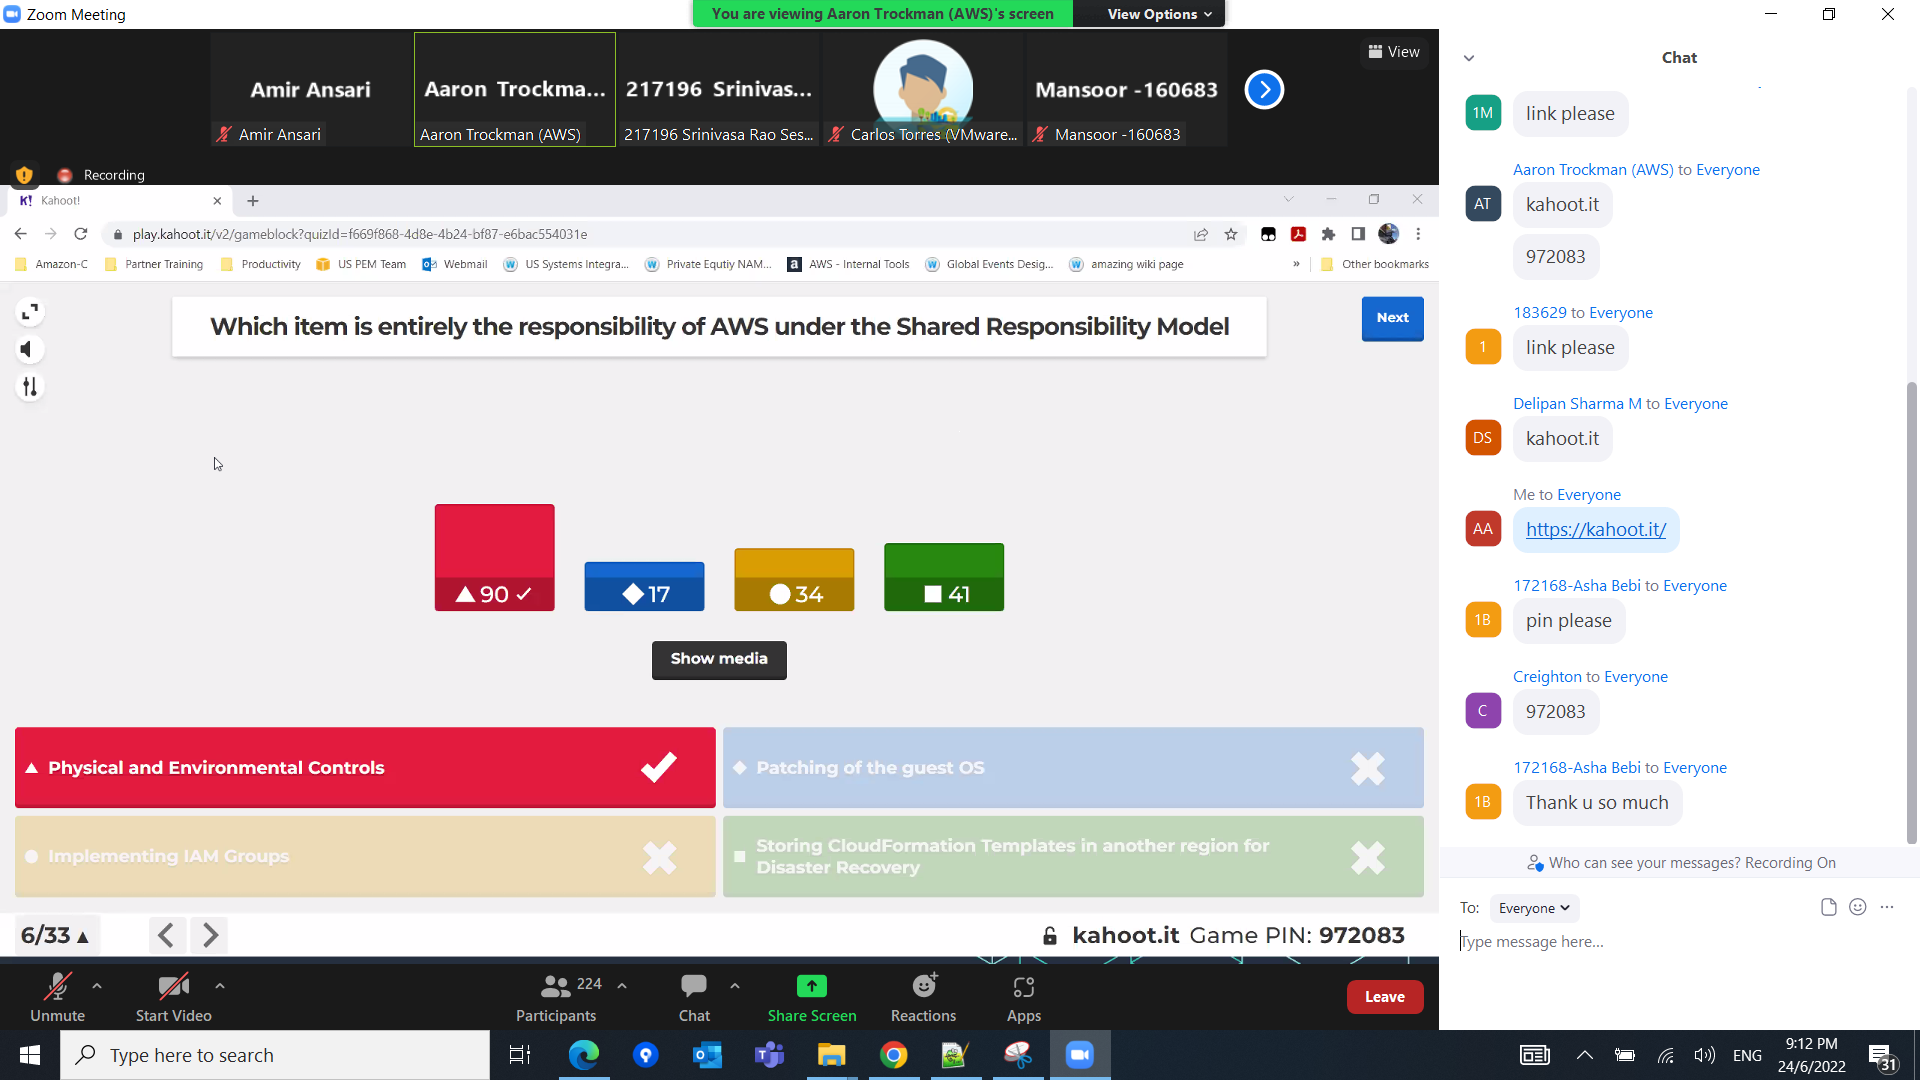 Zoom Meeting
You are viewing Aaron Trockman (AWS)'s screen
View Options
Amir Ansari
Aaron Trockma...
217196 Srinivas...
Mansoor -160683
View
Amir Ansari
Aaron Trockman (AWS)
217196 Srinivasa Rao Ses...
Carlos Torres (VMware...
Mansoor -160683
Recording
K! Kahoot!
play.kahoot.it/v2/gameblock?quizId=f669f868-4d8e-4b24-bf87-e6bac554031e
Amazon-C
Partner Training
Productivity
US PEM Team
Webmail
US Systems Integra...
Private Equtiy NAM...
AWS - Internal Tools
Global Events Desig...
amazing wiki page
»
Other bookmarks
Which item is entirely the responsibility of AWS under the Shared Responsibility Model
Next
90
17
34
41
Show media
Physical and Environmental Controls
Patching of the guest OS
Implementing IAM Groups
Storing CloudFormation Templates in another region for
Disaster Recovery
6/33
kahoot.it Game PIN: 972083
Unmute
Start Video
224
Participants
Chat
Share Screen
Reactions
Apps
Leave
Chat
1M
link please
Aaron Trockman (AWS) to Everyone
AT
kahoot.it
972083
183629 to Everyone
1
link please
Delipan Sharma M to Everyone
DS
kahoot.it
Me to Everyone
AA
https://kahoot.it/
172168-Asha Bebi to Everyone
1B
pin please
Creighton to Everyone
C
972083
172168-Asha Bebi to Everyone
1B
Thank u so much
Who can see your messages? Recording On
To: Everyone
Type message here...
Type here to search
ENG
9:12 PM
24/6/2022
31